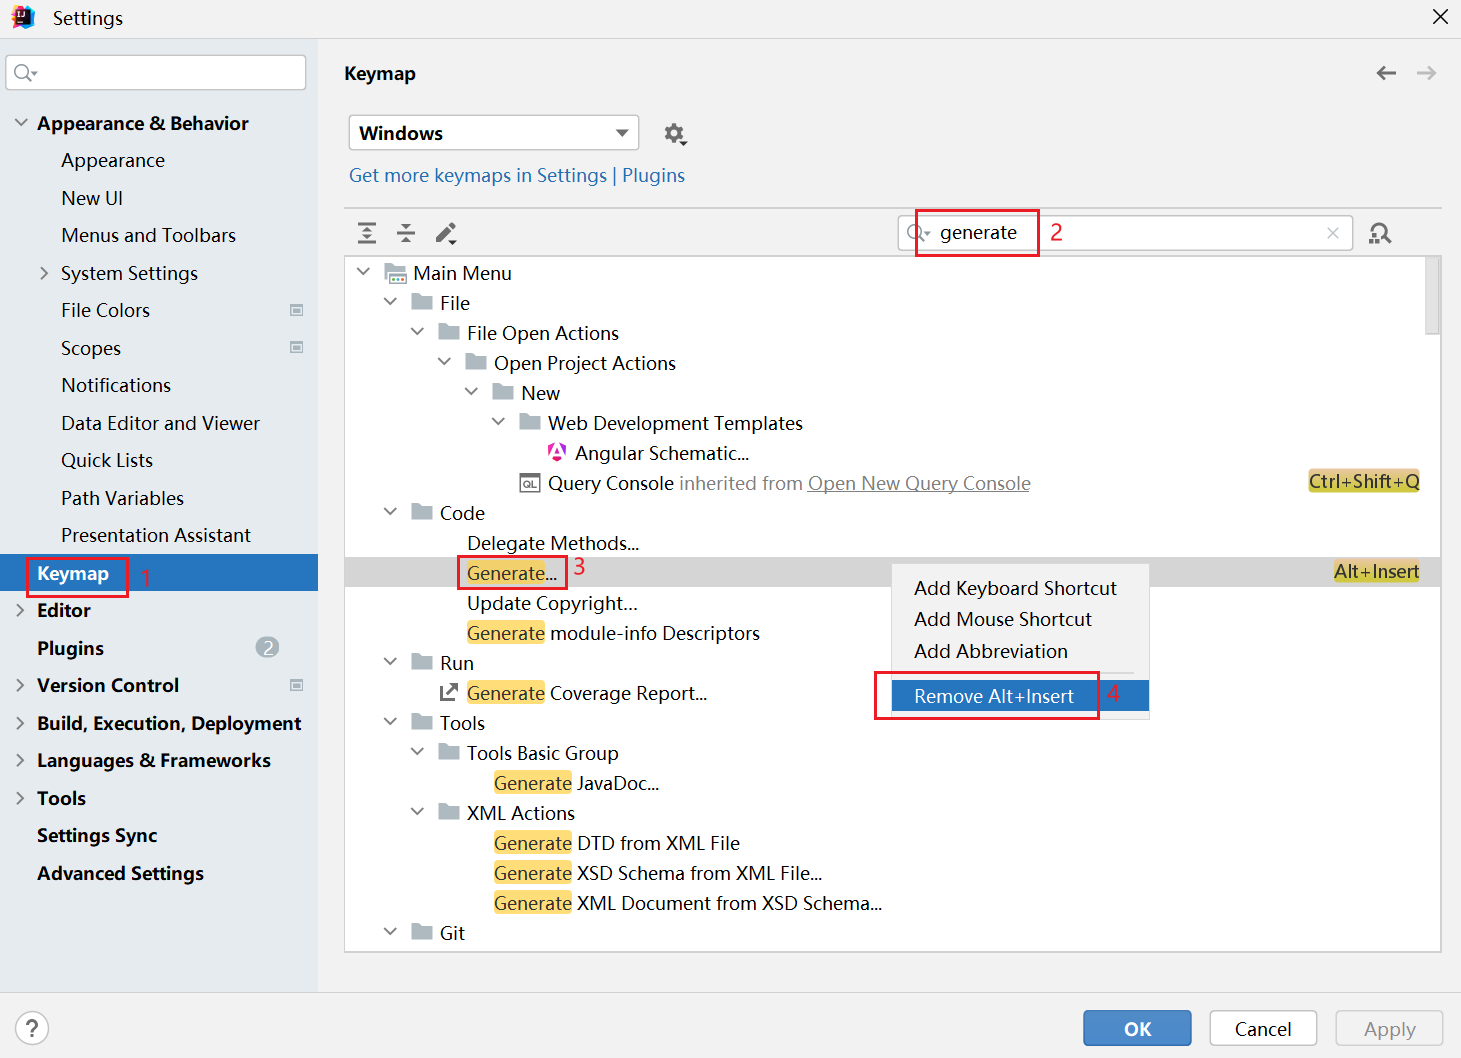 Settings
Appearance & Behavior
Appearance
New UI
Menus and Toolbars
System Settings
File Colors
Scopes
Notifications
Data Editor and Viewer
Quick Lists
Path Variables
Presentation Assistant
Keymap 1
Editor
Plugins 2
Version Control
Build, Execution, Deployment
Languages & Frameworks
Tools
Settings Sync
Advanced Settings
Keymap
Windows
Get more keymaps in Settings | Plugins
generate 2
Main Menu
File
File Open Actions
Open Project Actions
New
Web Development Templates
Angular Schematic...
QL Query Console inherited from Open New Query Console Ctrl+Shift+Q
Code
Delegate Methods...
Generate... 3 Alt+Insert
Update Copyright...
Generate module-info Descriptors
Run
Generate Coverage Report...
Tools
Tools Basic Group
Generate JavaDoc...
XML Actions
Generate DTD from XML File
Generate XSD Schema from XML File...
Generate XML Document from XSD Schema...
Git
Add Keyboard Shortcut
Add Mouse Shortcut
Add Abbreviation
Remove Alt+Insert 4
?
OK
Cancel
Apply